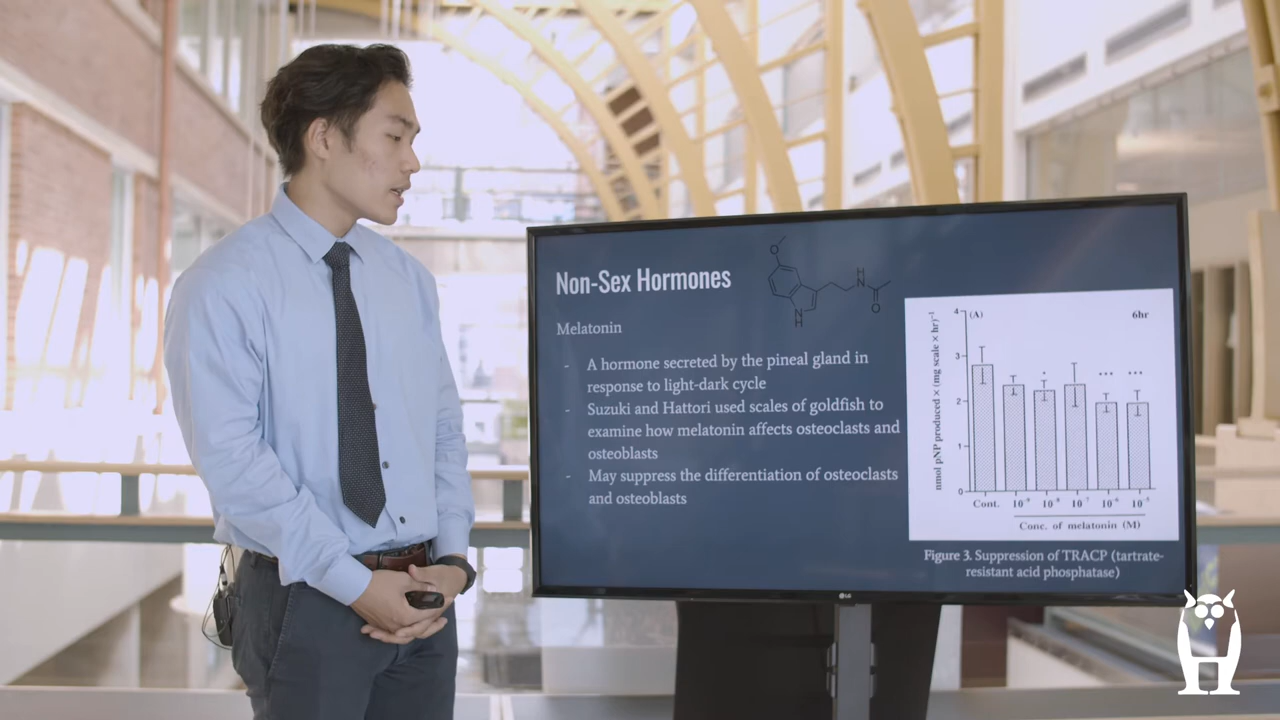 Non-Sex Hormones
Melatonin
- A hormone secreted by the pineal gland in
response to light-dark cycle
- Suzuki and Hattori used scales of goldfish to
examine how melatonin affects osteoclasts and
osteoblasts
- May suppress the differentiation of osteoclasts
and osteoblasts
O
H
N
O
N
H
(A)
6hr
nmol pNP produced × (mg scale × hr)⁻¹
4
3
2
1
0
* *** ***
Cont. 10⁻⁹ 10⁻⁸ 10⁻⁷ 10⁻⁶ 10⁻⁵
Conc. of melatonin (M)
Figure 3. Suppression of TRACP (tartrate-
resistant acid phosphatase)
LG